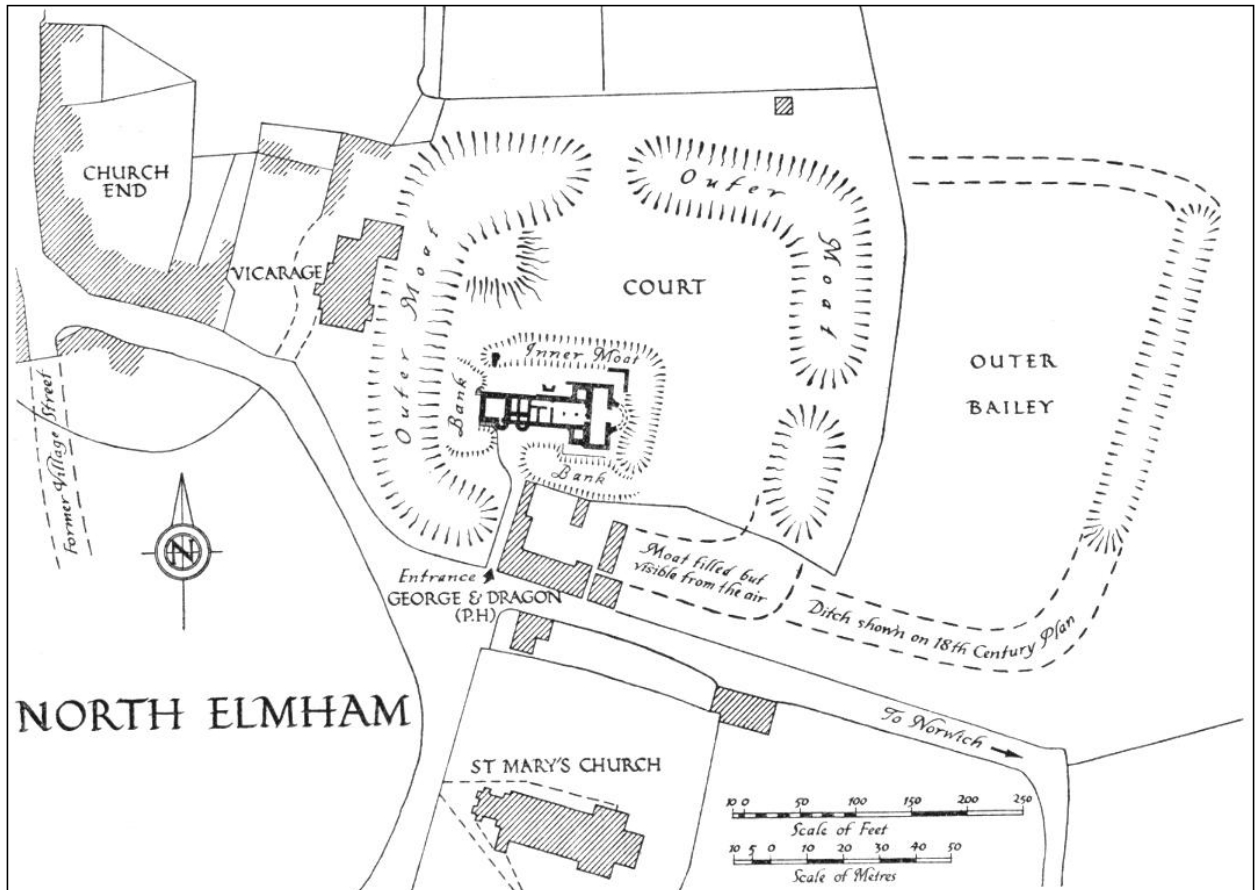 CHURCH
END
VICARAGE
Outer Moat
Outer Moat
COURT
Inner Moat
Bank
Bank
OUTER
BAILEY
Former Village Street
N
Entrance
GEORGE & DRAGON
(P.H)
Moat filled but
visible from the air
Ditch shown on 18th Century Plan
NORTH ELMHAM
To Norwich
ST MARY'S CHURCH
10 0 50 100 150 200 250
Scale of Feet
10 5 0 10 20 30 40 50
Scale of Metres